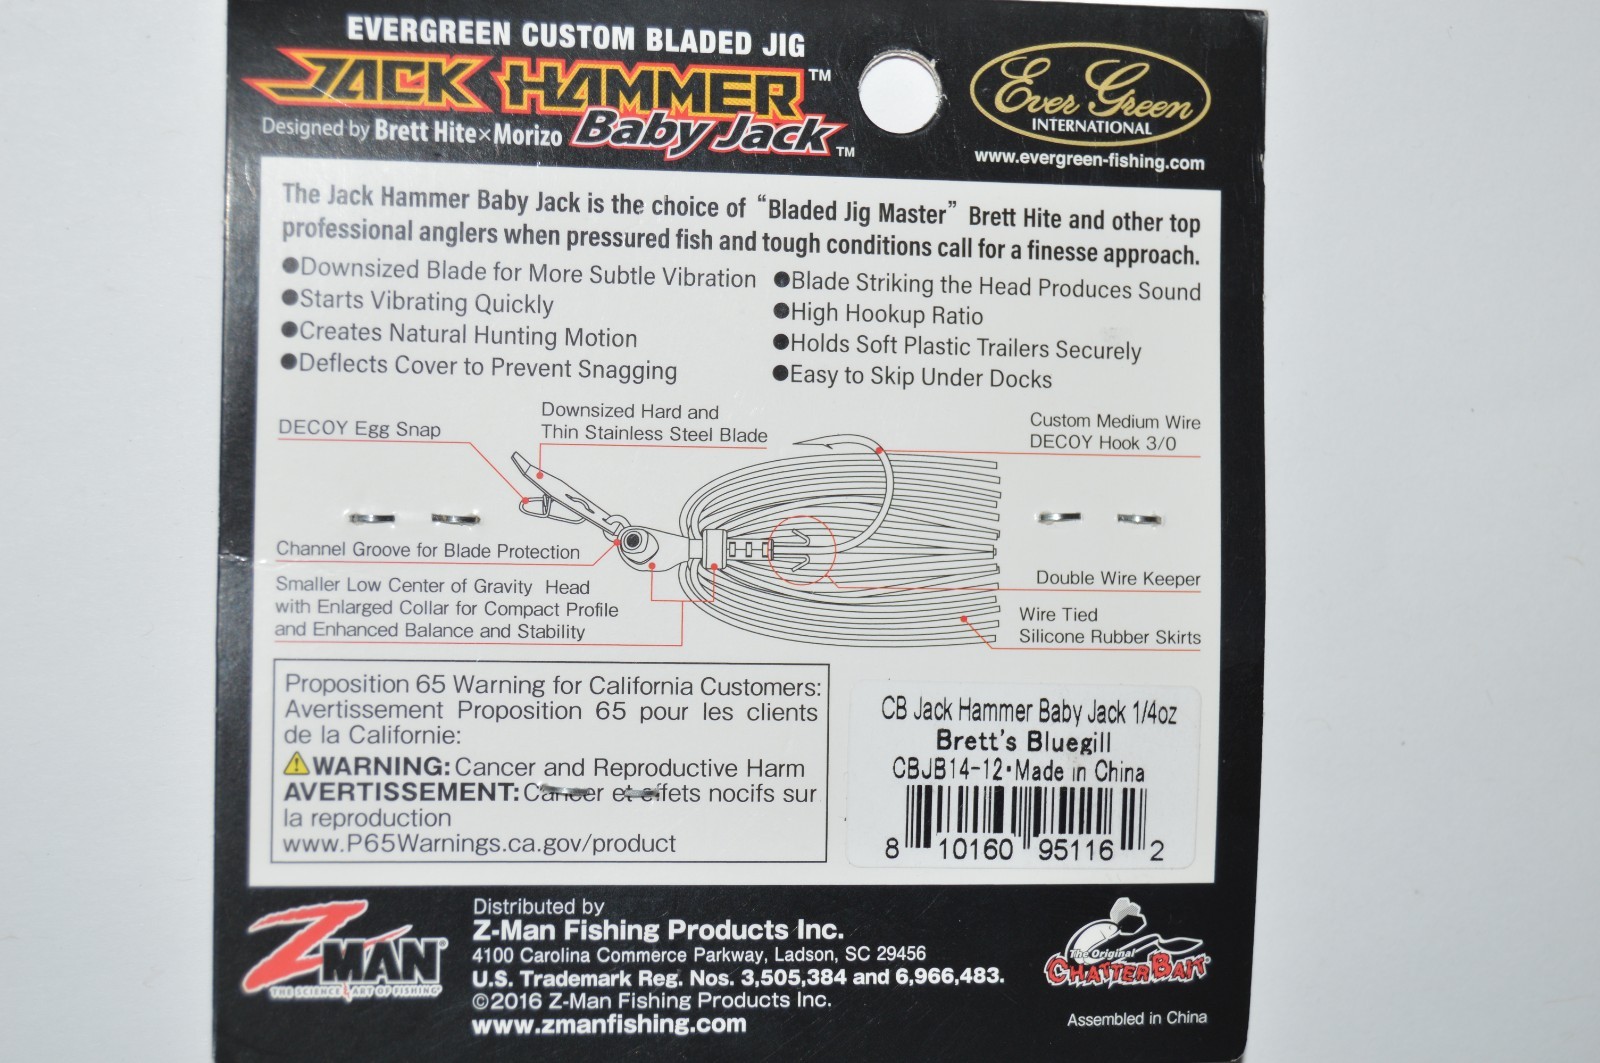 EVERGREEN CUSTOM BLADED JIG
JACK HAMMER™
Designed by Brett Hite×Morizo Baby Jack™
Ever Green
INTERNATIONAL
www.evergreen-fishing.com
The Jack Hammer Baby Jack is the choice of “Bladed Jig Master” Brett Hite and other top
professional anglers when pressured fish and tough conditions call for a finesse approach.
●Downsized Blade for More Subtle Vibration
●Starts Vibrating Quickly
●Creates Natural Hunting Motion
●Deflects Cover to Prevent Snagging
●Blade Striking the Head Produces Sound
●High Hookup Ratio
●Holds Soft Plastic Trailers Securely
●Easy to Skip Under Docks
DECOY Egg Snap
Downsized Hard and
Thin Stainless Steel Blade
Custom Medium Wire
DECOY Hook 3/0
Channel Groove for Blade Protection
Smaller Low Center of Gravity Head
with Enlarged Collar for Compact Profile
and Enhanced Balance and Stability
Double Wire Keeper
Wire Tied
Silicone Rubber Skirts
Proposition 65 Warning for California Customers:
Avertissement Proposition 65 pour les clients
de la Californie:
⚠WARNING: Cancer and Reproductive Harm
AVERTISSEMENT: Cancer et effets nocifs sur
la reproduction
www.P65Warnings.ca.gov/product
CB Jack Hammer Baby Jack 1/4oz
Brett's Bluegill
CBJB14-12•Made in China
8 10160 95116 2
ZMAN®
THE SCIENCE & ART OF FISHING
Distributed by
Z-Man Fishing Products Inc.
4100 Carolina Commerce Parkway, Ladson, SC 29456
U.S. Trademark Reg. Nos. 3,505,384 and 6,966,483.
©2016 Z-Man Fishing Products Inc.
www.zmanfishing.com
The Original
CHATTERBAIT®
Assembled in China